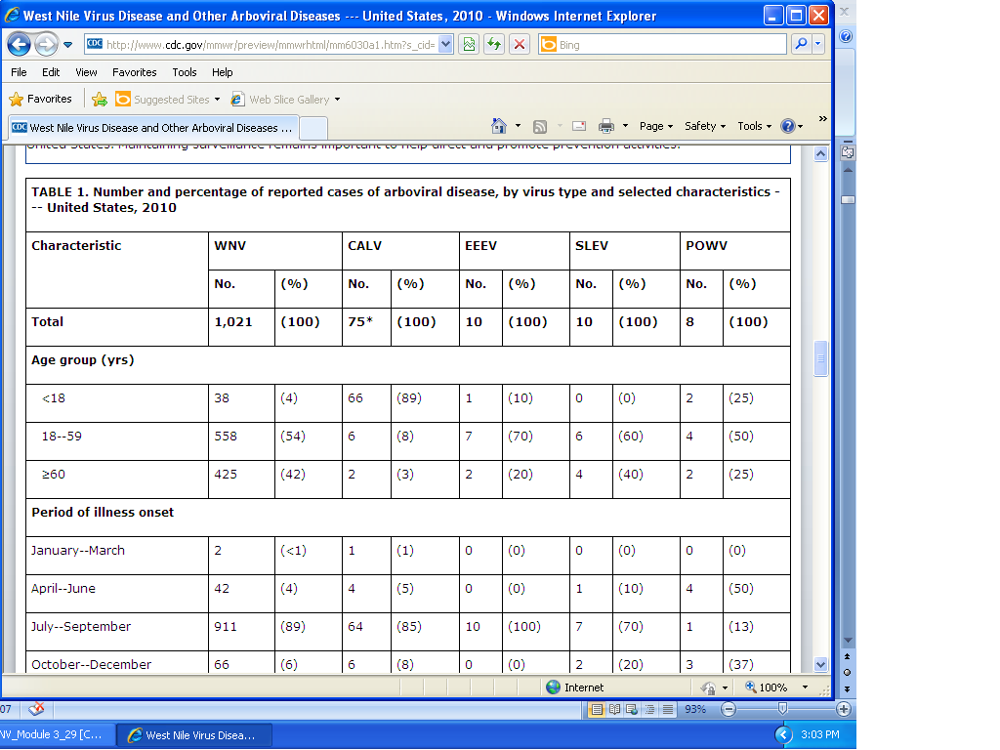 West Nile Virus Disease and Other Arboviral Diseases --- United States, 2010 - Windows Internet Explorer
CDC http://www.cdc.gov/mmwr/preview/mmwrhtml/mm6030a1.htm?s_cid= Bing
File Edit View Favorites Tools Help
Favorites Suggested Sites Web Slice Gallery
CDC West Nile Virus Disease and Other Arboviral Diseases ... Page Safety Tools »
United States. Maintaining surveillance remains important to help direct and promote prevention activities.
TABLE 1. Number and percentage of reported cases of arboviral disease, by virus type and selected characteristics -
-- United States, 2010
Characteristic WNV CALV EEEV SLEV POWV
No. (%) No. (%) No. (%) No. (%) No. (%)
Total 1,021 (100) 75* (100) 10 (100) 10 (100) 8 (100)
Age group (yrs)
<18 38 (4) 66 (89) 1 (10) 0 (0) 2 (25)
18--59 558 (54) 6 (8) 7 (70) 6 (60) 4 (50)
≥60 425 (42) 2 (3) 2 (20) 4 (40) 2 (25)
Period of illness onset
January--March 2 (<1) 1 (1) 0 (0) 0 (0) 0 (0)
April--June 42 (4) 4 (5) 0 (0) 1 (10) 4 (50)
July--September 911 (89) 64 (85) 10 (100) 7 (70) 1 (13)
October--December 66 (6) 6 (8) 0 (0) 2 (20) 3 (37)
Internet 100%
07 93%
NV_Module 3_29 [C... West Nile Virus Disea... 3:03 PM